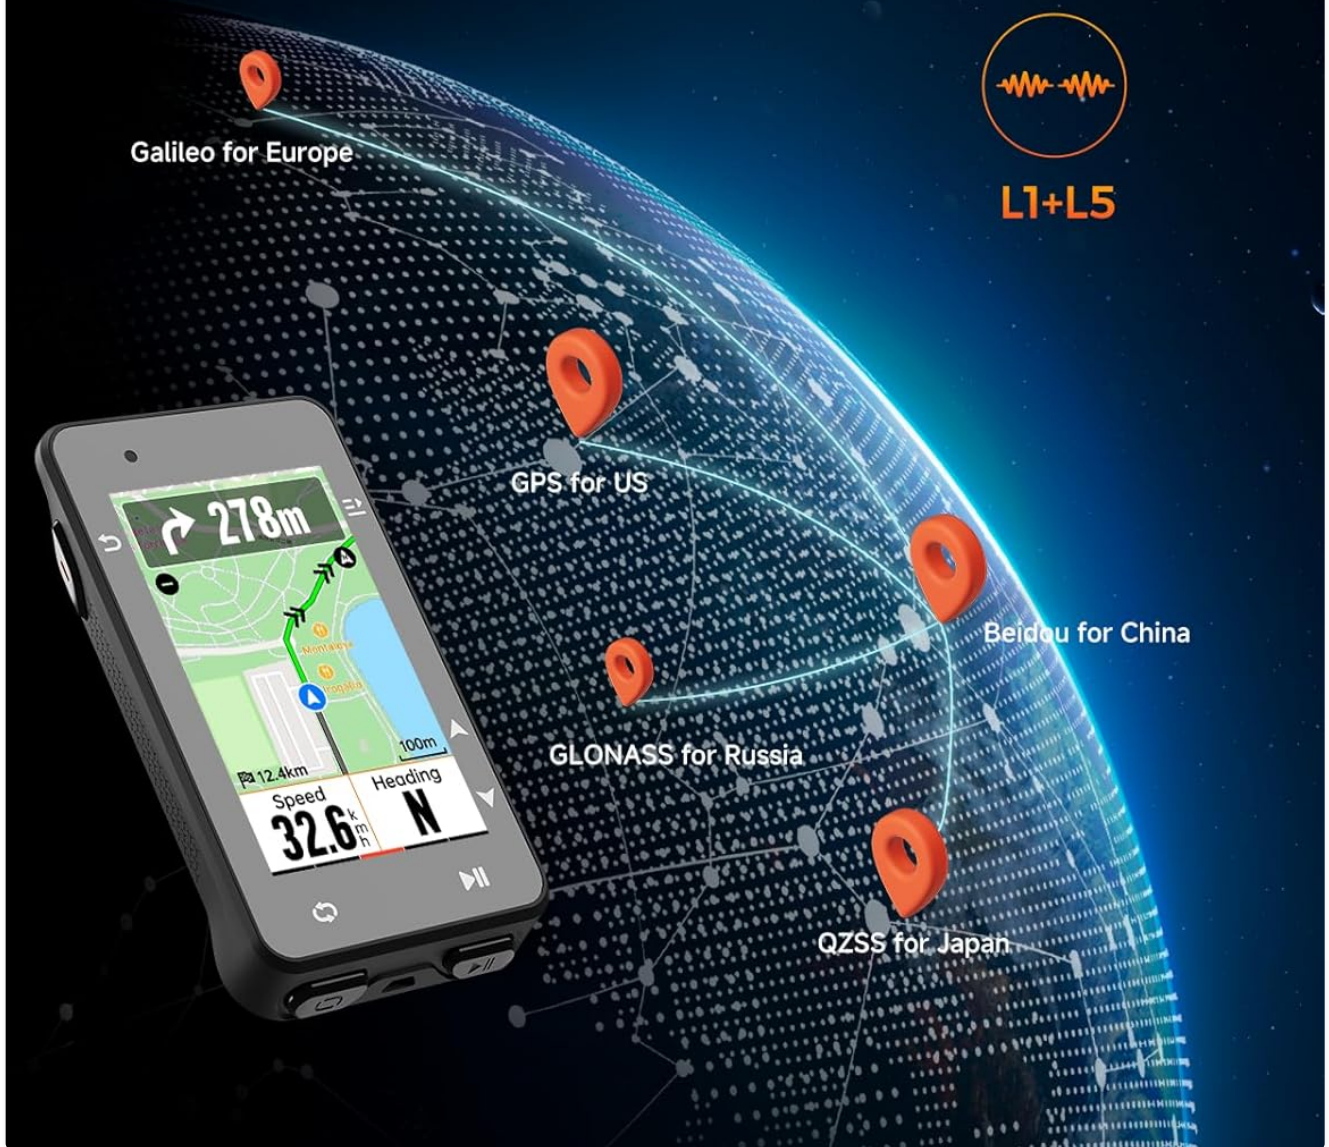 L1+L5
Galileo for Europe
GPS for US
Beidou for China
GLONASS for Russia
QZSS for Japan
278m
100m
12.4km
Speed
32.6 kmh
Heading
N